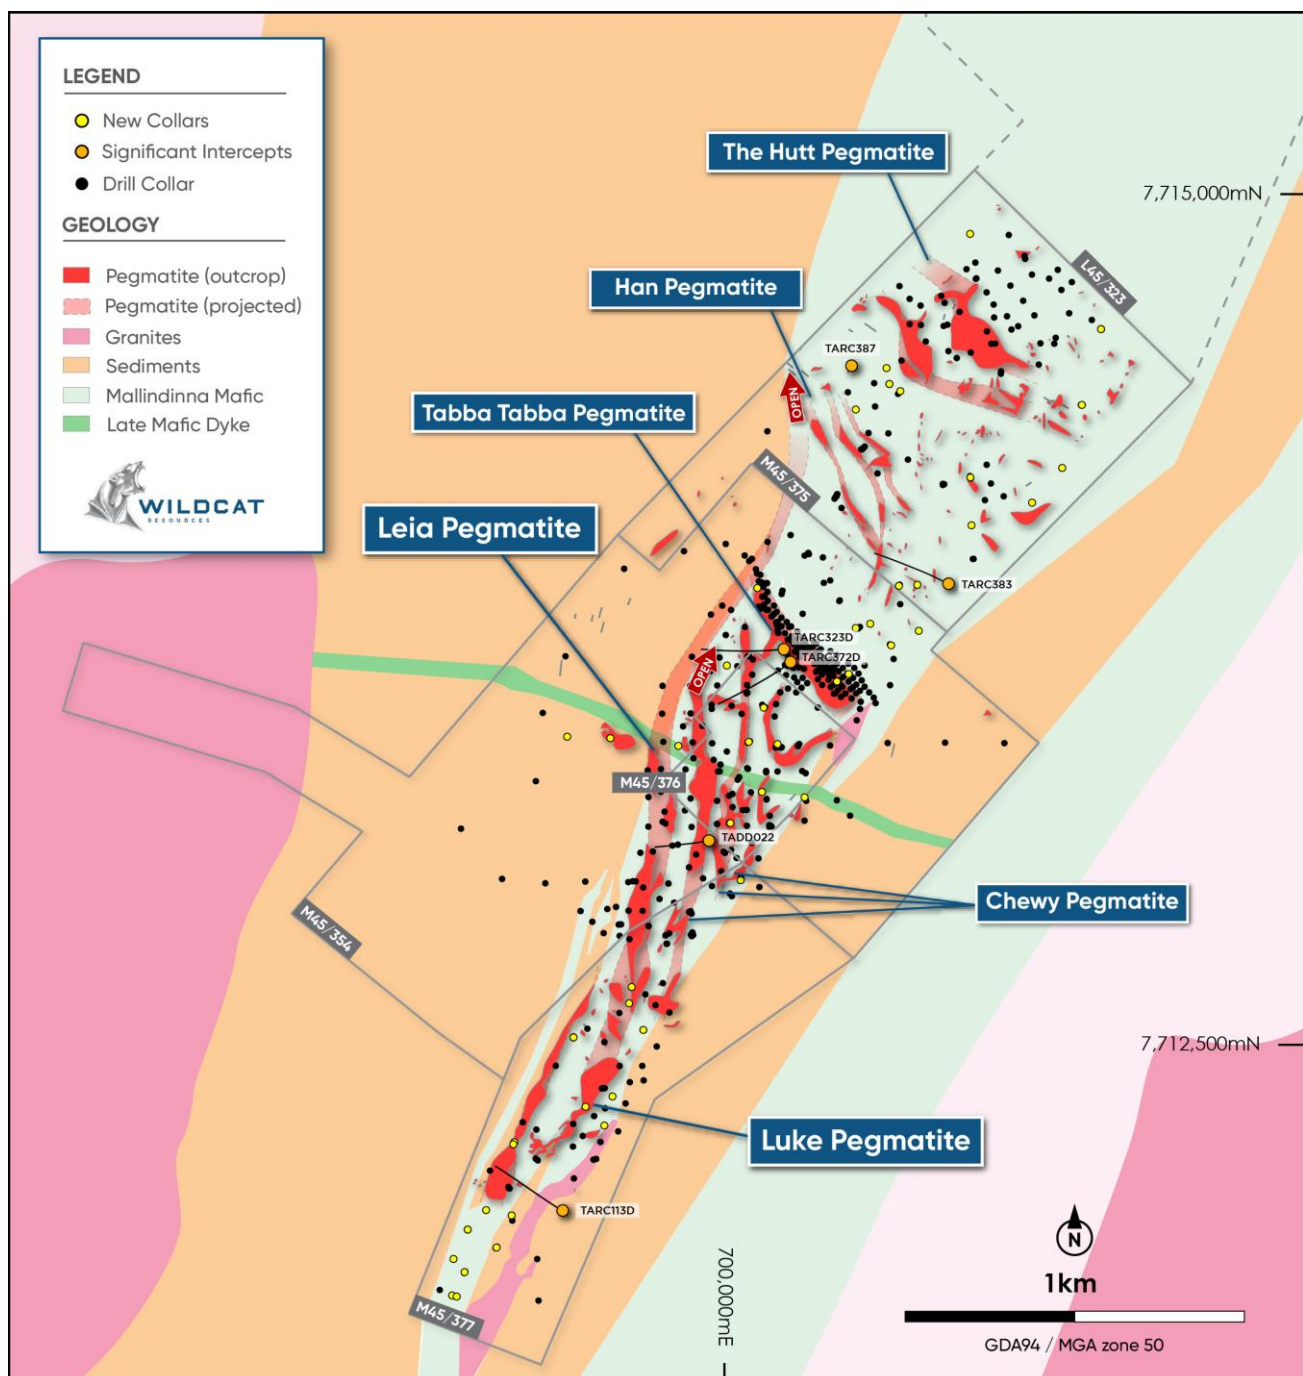 LEGEND
New Collars
Significant Intercepts
Drill Collar
GEOLOGY
Pegmatite (outcrop)
Pegmatite (projected)
Granites
Sediments
Mallindinna Mafic
Late Mafic Dyke
WILDCAT
RESOURCES
The Hutt Pegmatite
7,715,000mN
L45/323
Han Pegmatite
TARC387
OPEN
Tabba Tabba Pegmatite
M45/375
Leia Pegmatite
TARC383
TARC323D
TARC372D
OPEN
M45/376
TADD022
Chewy Pegmatite
M45/354
7,712,500mN
Luke Pegmatite
TARC113D
N
700,000mE
1km
M45/377
GDA94 / MGA zone 50